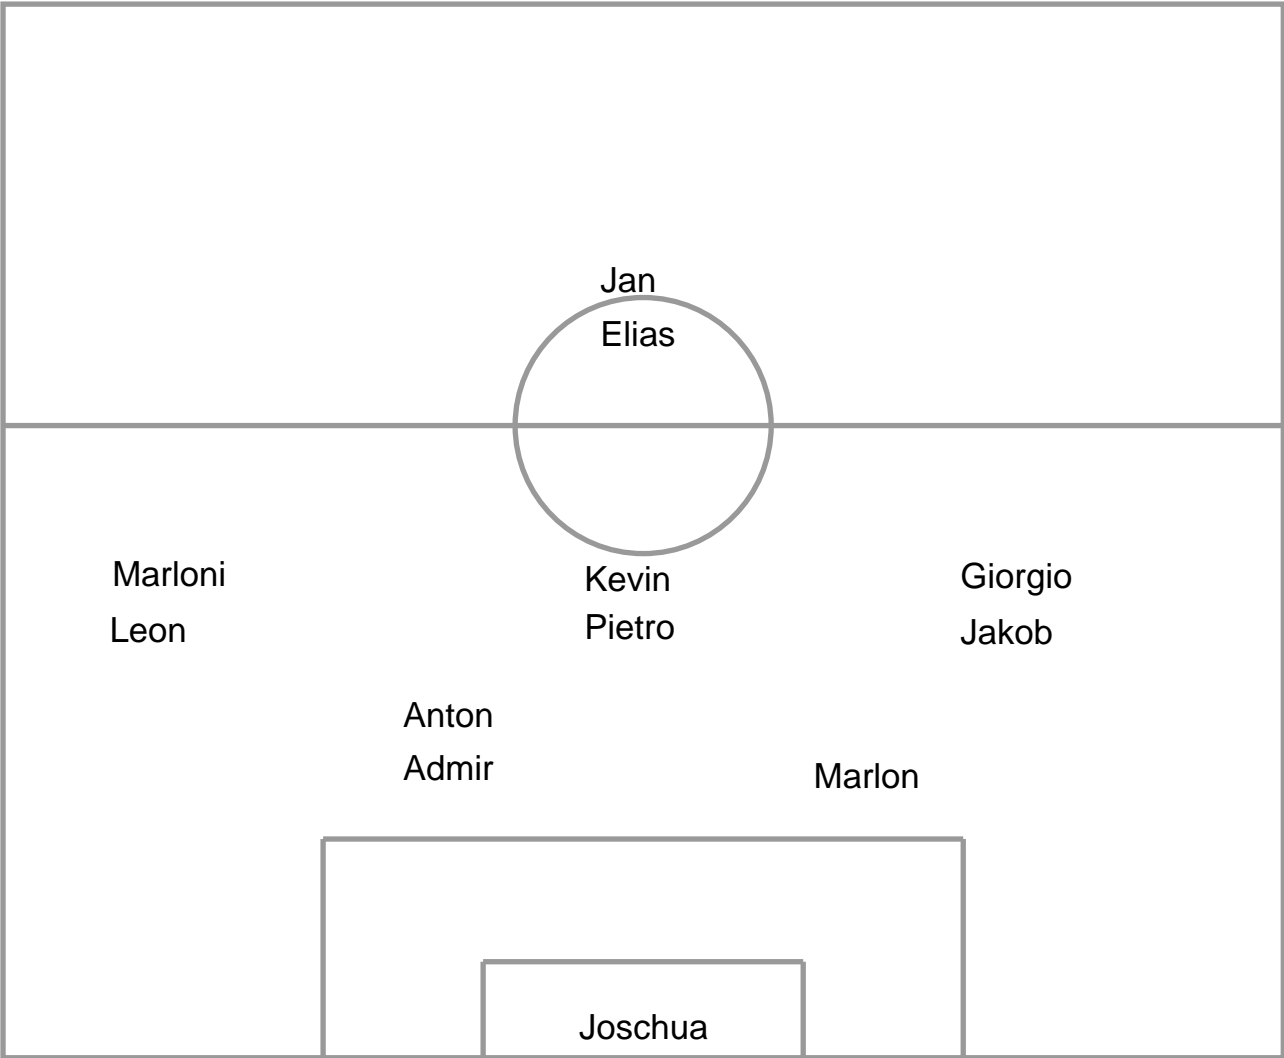 Jan
Elias
Marloni
Leon
Kevin
Pietro
Giorgio
Jakob
Anton
Admir
Marlon
Joschua